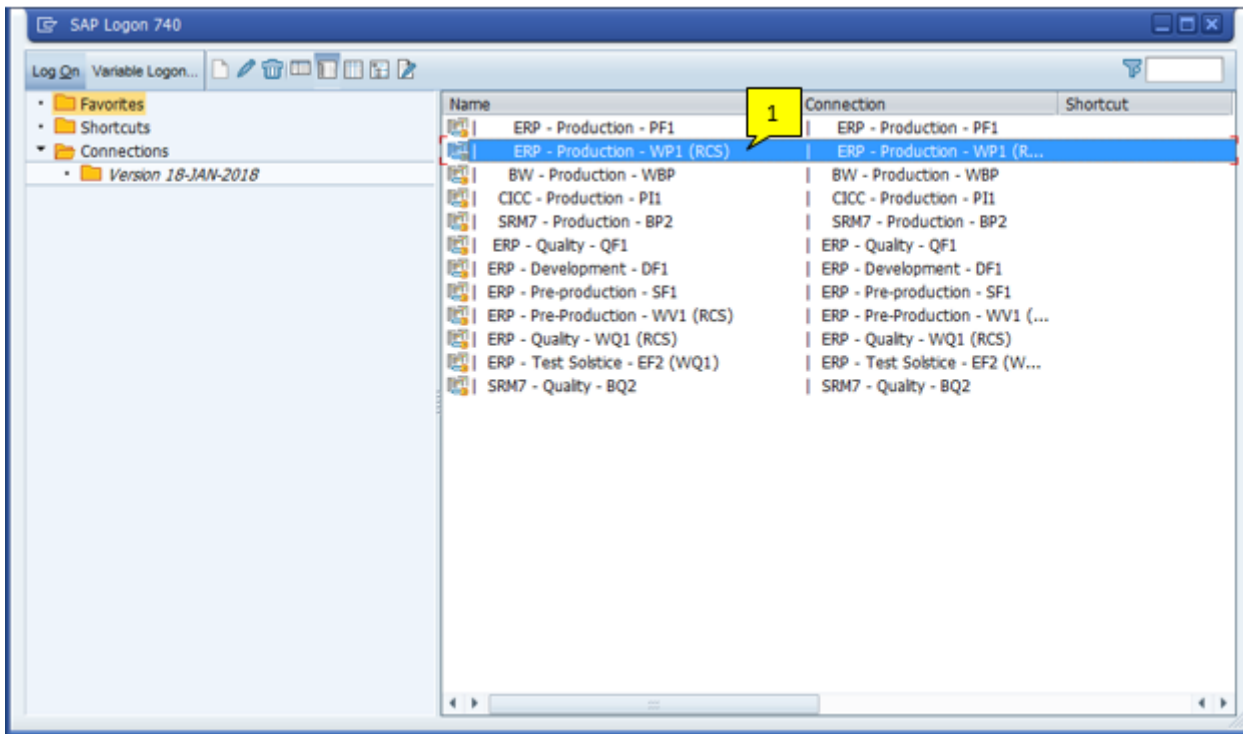 SAP Logon 740
Log On Variable Logon...
Favorites
Shortcuts
Connections
Version 18-JAN-2018
Name Connection Shortcut
1
| ERP - Production - PF1 | ERP - Production - PF1
| ERP - Production - WP1 (RCS) | ERP - Production - WP1 (R...
| BW - Production - WBP | BW - Production - WBP
| CICC - Production - PI1 | CICC - Production - PI1
| SRM7 - Production - BP2 | SRM7 - Production - BP2
| ERP - Quality - QF1 | ERP - Quality - QF1
| ERP - Development - DF1 | ERP - Development - DF1
| ERP - Pre-production - SF1 | ERP - Pre-production - SF1
| ERP - Pre-Production - WV1 (RCS) | ERP - Pre-Production - WV1 (...
| ERP - Quality - WQ1 (RCS) | ERP - Quality - WQ1 (RCS)
| ERP - Test Solstice - EF2 (WQ1) | ERP - Test Solstice - EF2 (W...
| SRM7 - Quality - BQ2 | SRM7 - Quality - BQ2